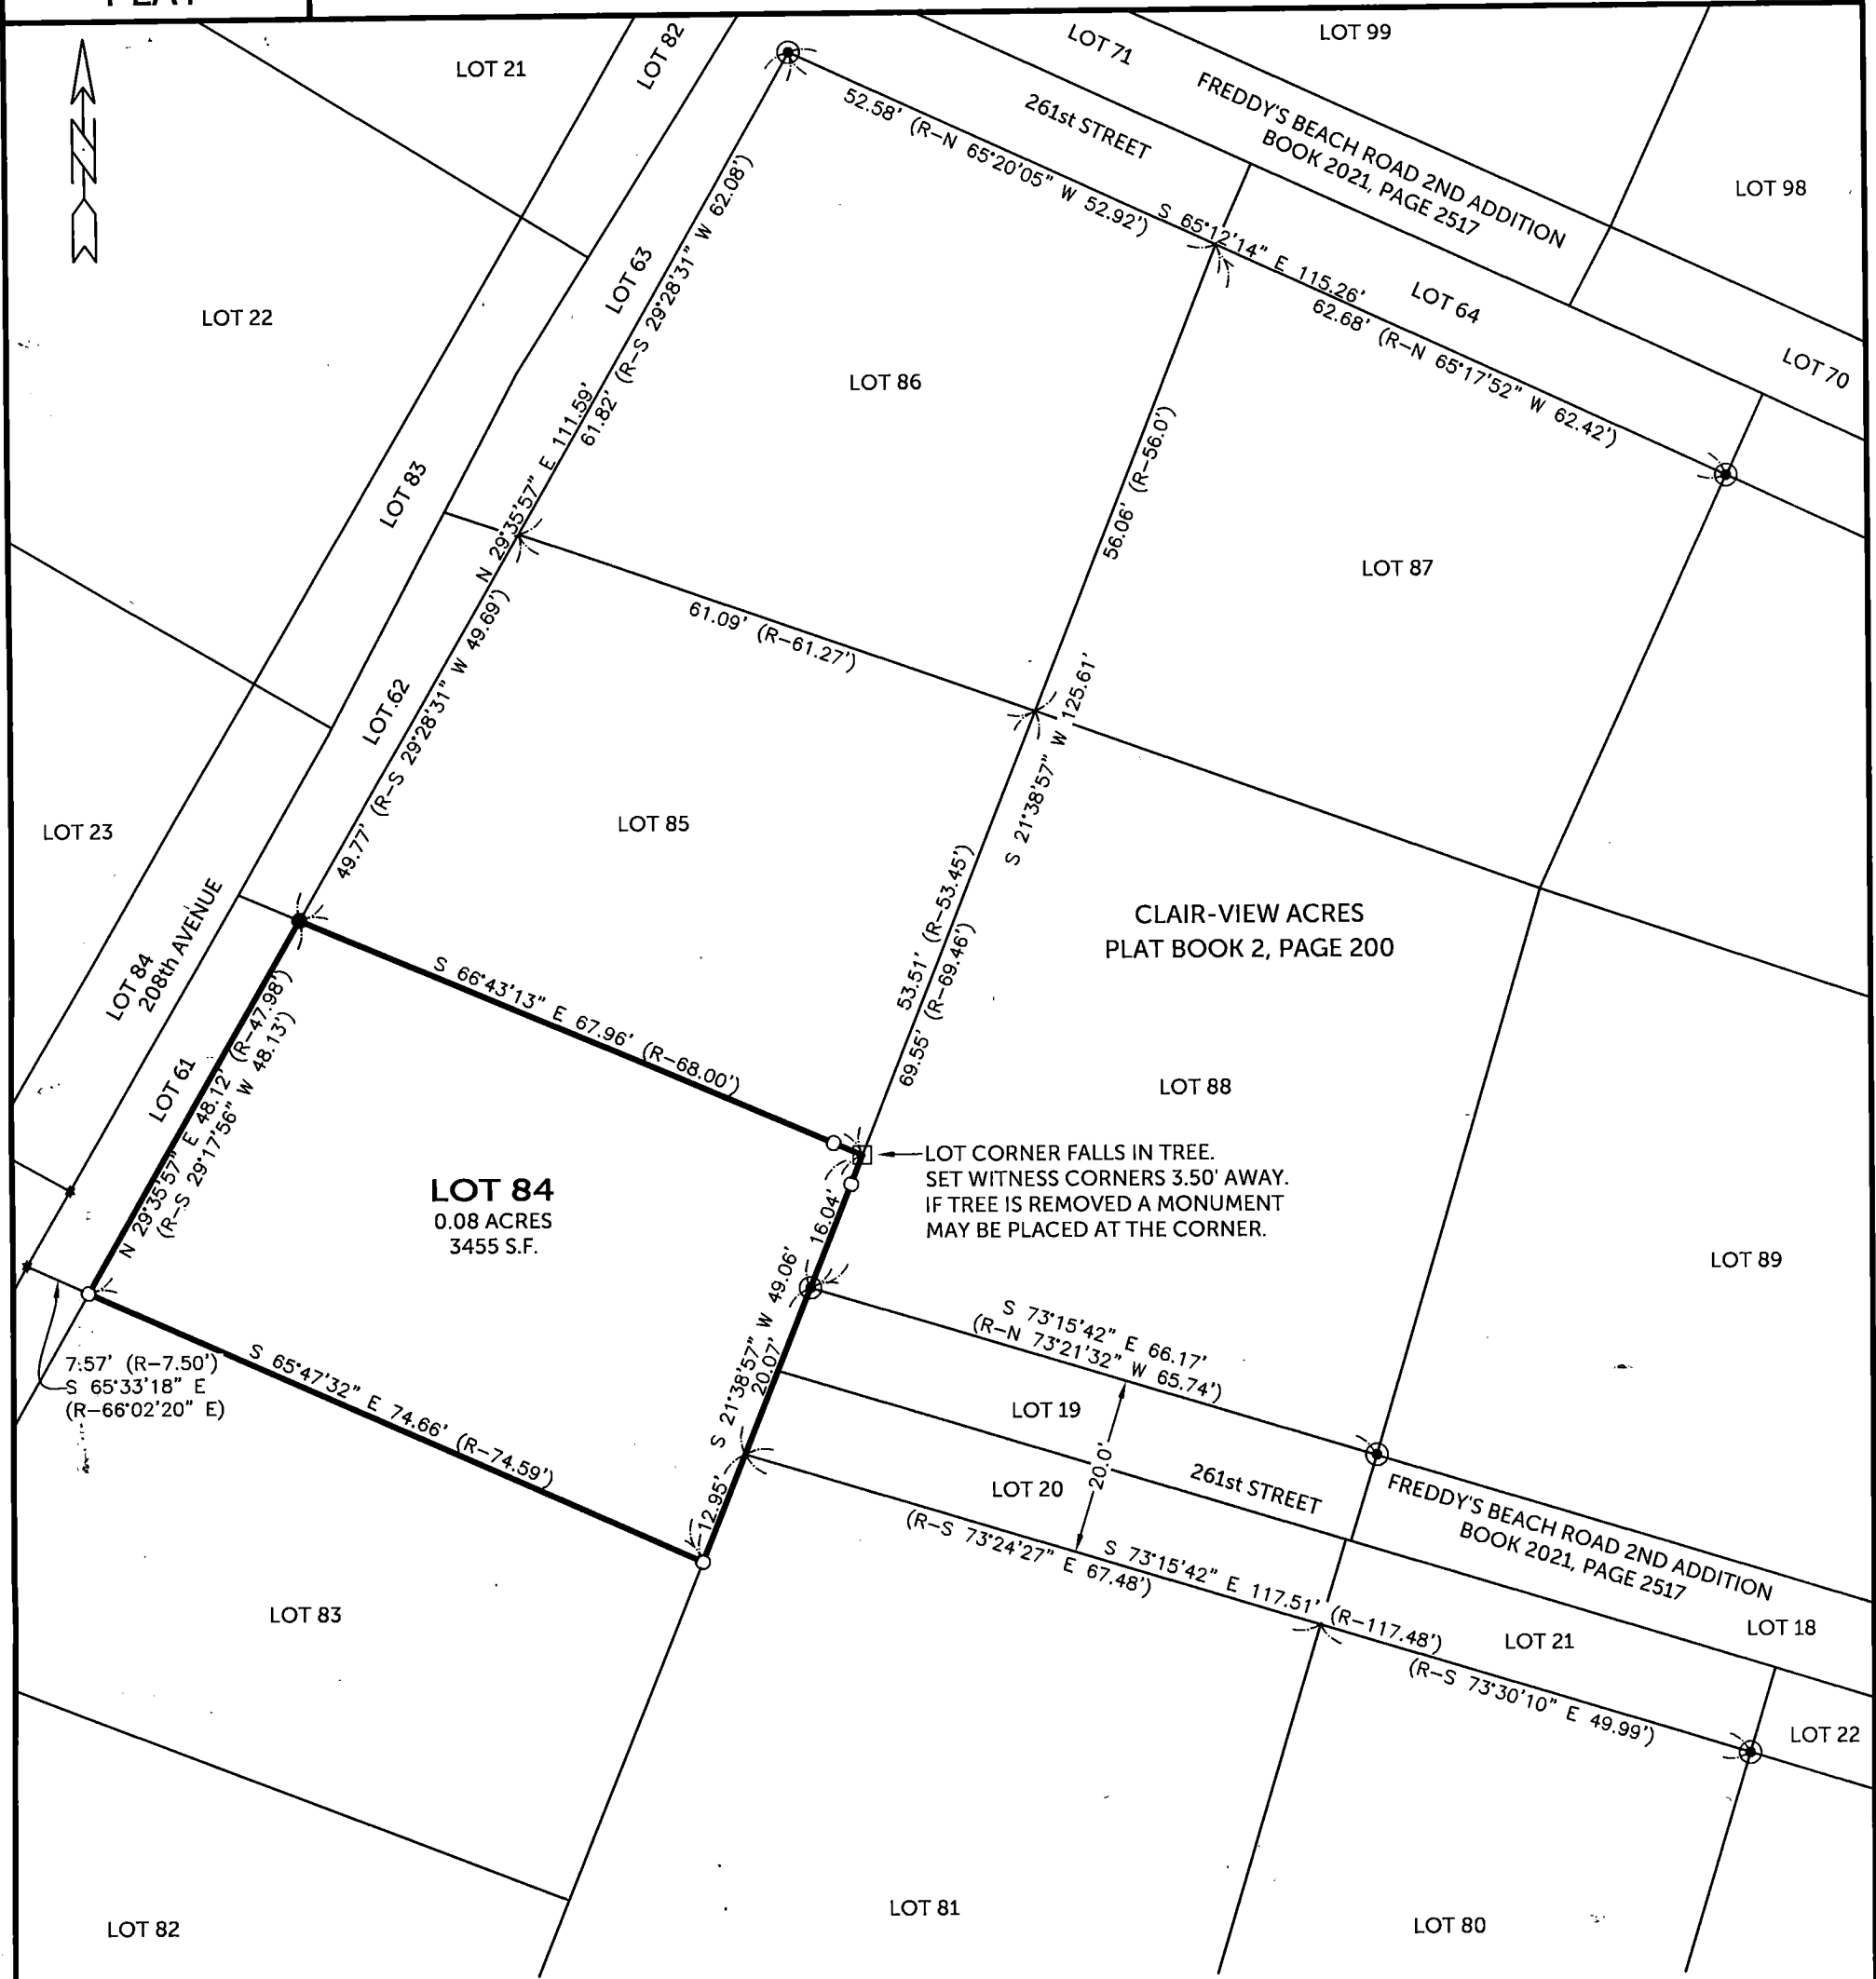 LOT 99
LOT 71
LOT 82
LOT 21
FREDDY'S BEACH ROAD 2ND ADDITION
BOOK 2021, PAGE 2517
261st STREET
52.58' (R-N 65°20'05" W 52.92')
LOT 98
S 65°12'14" E 115.26'
62.68' (R-N 65°17'52" W 62.42')
LOT 64
LOT 70
LOT 63
61.82' (R-S 29°28'31" W 62.08')
N 29°35'57" E 111.59'
LOT 22
LOT 86
56.06' (R-56.0')
LOT 87
LOT 83
61.09' (R-61.27')
49.77' (R-S 29°28'31" W 49.69')
LOT 62
S 21°38'57" W 125.61'
LOT 23
LOT 85
53.51' (R-53.45')
69.55' (R-69.46')
CLAIR-VIEW ACRES
PLAT BOOK 2, PAGE 200
LOT 84
208th AVENUE
S 66°43'13" E 67.96' (R-68.00')
LOT 61
N 29°35'57" E 48.12' (R-47.98')
(R-S 29°17'56" W 48.13')
LOT 88
LOT CORNER FALLS IN TREE.
SET WITNESS CORNERS 3.50' AWAY.
IF TREE IS REMOVED A MONUMENT
MAY BE PLACED AT THE CORNER.
LOT 84
0.08 ACRES
3455 S.F.
16.04'
S 21°38'57" W 49.06'
20.07'
12.95'
LOT 89
S 73°15'42" E 66.17'
(R-N 73°21'32" W 65.74')
7.57' (R-7.50')
S 65°33'18" E
(R-66°02'20" E)
S 65°47'32" E 74.66' (R-74.59')
LOT 19
20.0'
LOT 20
261st STREET
FREDDY'S BEACH ROAD 2ND ADDITION
BOOK 2021, PAGE 2517
(R-S 73°24'27" E 67.48')
S 73°15'42" E 117.51' (R-117.48')
(R-S 73°30'10" E 49.99')
LOT 83
LOT 21
LOT 18
LOT 22
LOT 82
LOT 81
LOT 80